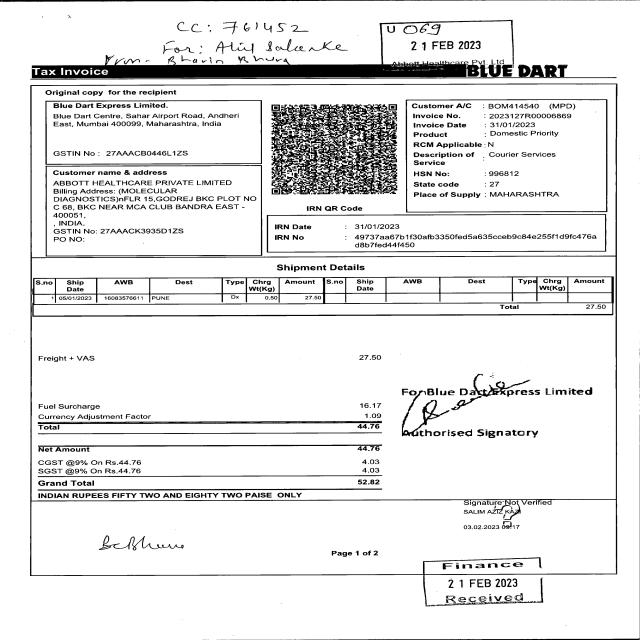 CC: 761452
For: Atif Salenke
From- Bhavin Bhura
U 069
21 FEB 2023
Abbott Healthcare Pvt. Ltd
Tax Invoice
BLUE DART
Original copy for the recipient
Blue Dart Express Limited.
Blue Dart Centre, Sahar Airport Road, Andheri
East, Mumbai 400099, Maharashtra, India
GSTIN No : 27AAACB0446L1ZS
Customer name & address
ABBOTT HEALTHCARE PRIVATE LIMITED
Billing Address: (MOLECULAR
DIAGNOSTICS)nFLR 15,GODREJ BKC PLOT NO
C 68, BKC NEAR MCA CLUB BANDRA EAST -
400051,
, INDIA,
GSTIN No: 27AAACK3935D1ZS
PO NO:
IRN QR Code
Customer A/C : BOM414540 (MPD)
Invoice No. : 2023127R00006869
Invoice Date : 31/01/2023
Product : Domestic Priority
RCM Applicable : N
Description of : Courier Services
Service
HSN No: : 996812
State code : 27
Place of Supply : MAHARASHTRA
IRN Date : 31/01/2023
IRN No : 49737aa67b1f30afb3350fed5a635cceb9c84e255f1d9fc476a
d8b7fed44f450
Shipment Details
S.no Ship Date AWB Dest Type Chrg Wt(Kg) Amount S.no Ship Date AWB Dest Type Chrg Wt(Kg) Amount
1 05/01/2023 16083576611 PUNE Dx 0.50 27.50
Total 27.50
Freight + VAS 27.50
Fuel Surcharge 16.17
Currency Adjustment Factor 1.09
Total 44.76
Net Amount 44.76
CGST @9% On Rs.44.76 4.03
SGST @9% On Rs.44.76 4.03
Grand Total 52.82
INDIAN RUPEES FIFTY TWO AND EIGHTY TWO PAISE ONLY
For Blue Dart Express Limited
Authorised Signatory
Signature Not Verified
SALIM AZIZ KAZI
03.02.2023 09:17
Page 1 of 2
Finance
21 FEB 2023
Received